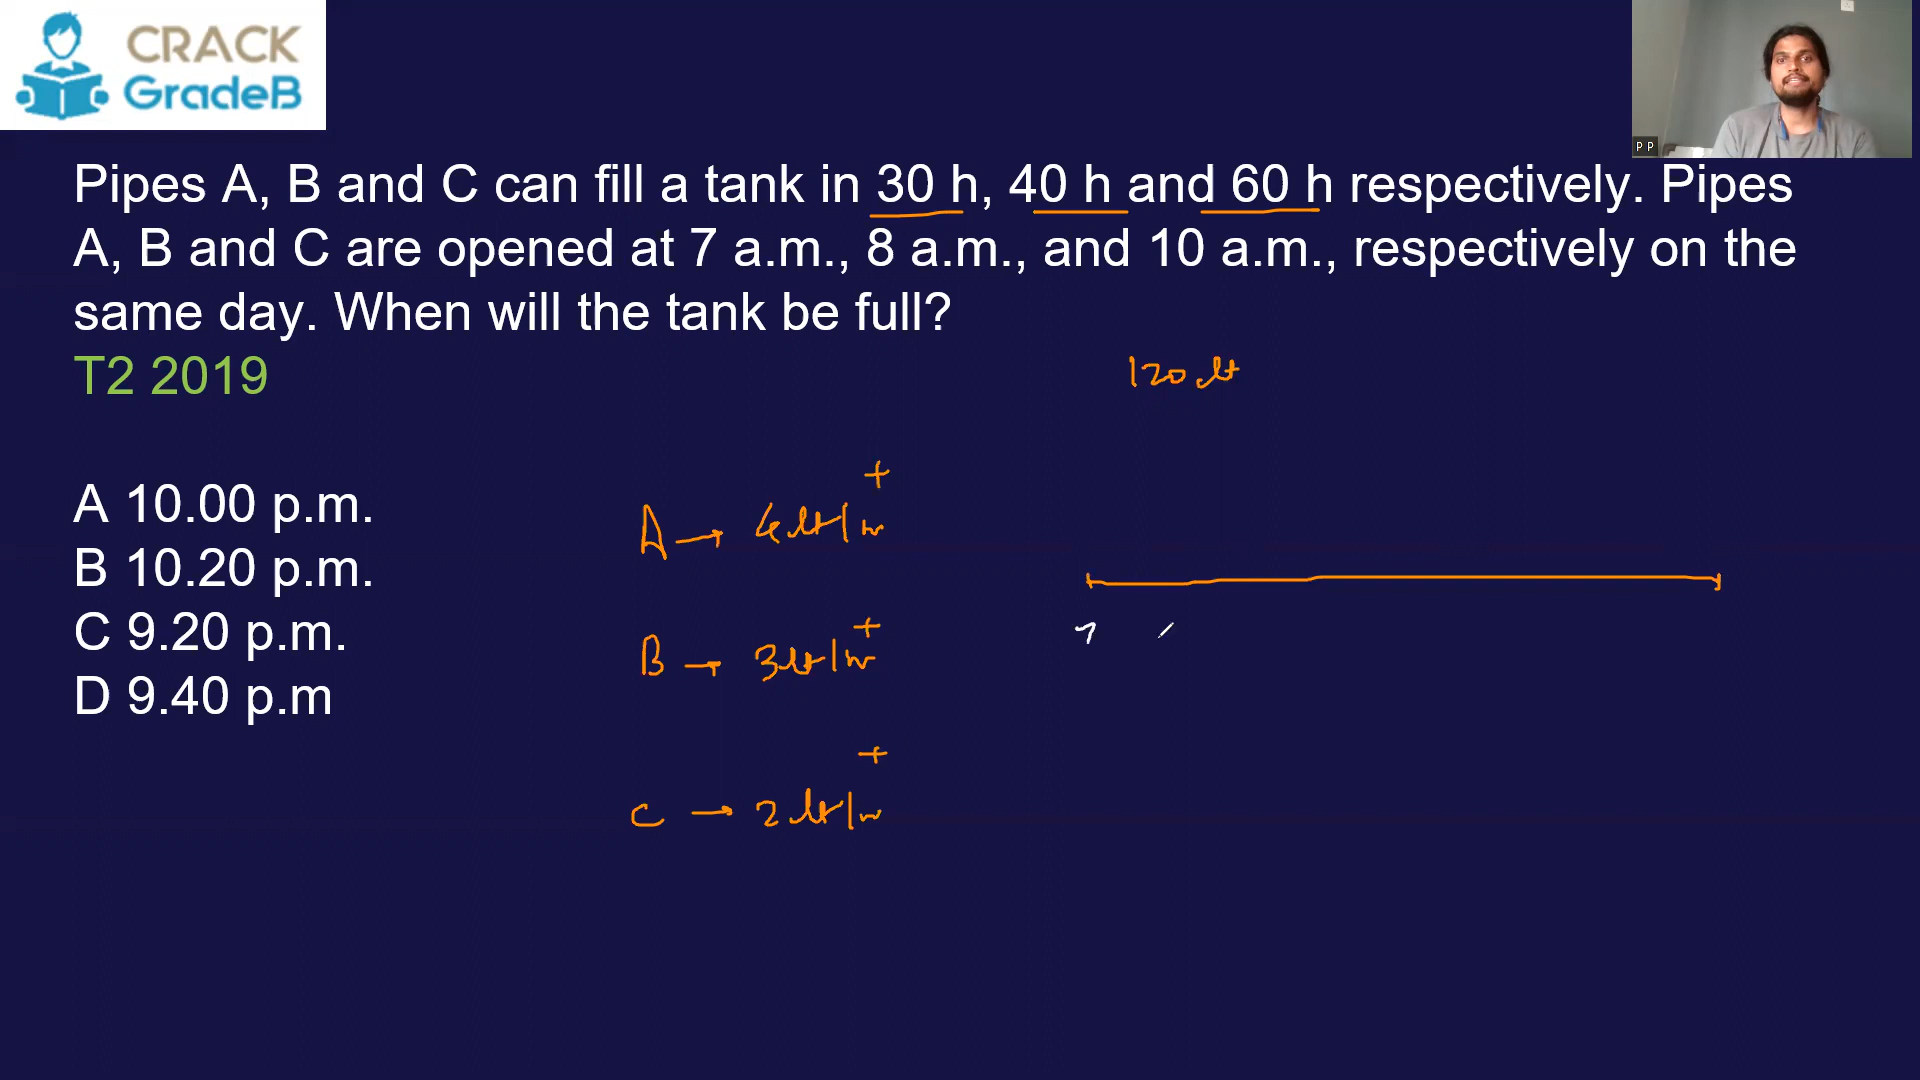 CRACK
GradeB
P P
Pipes A, B and C can fill a tank in 30 h, 40 h and 60 h respectively. Pipes
A, B and C are opened at 7 a.m., 8 a.m., and 10 a.m., respectively on the
same day. When will the tank be full?
T2 2019
120 lt
A 10.00 p.m.
B 10.20 p.m.
C 9.20 p.m.
D 9.40 p.m
+
A → 4 lt/hr
+
B → 3 lt/hr
7
+
C → 2 lt/hr